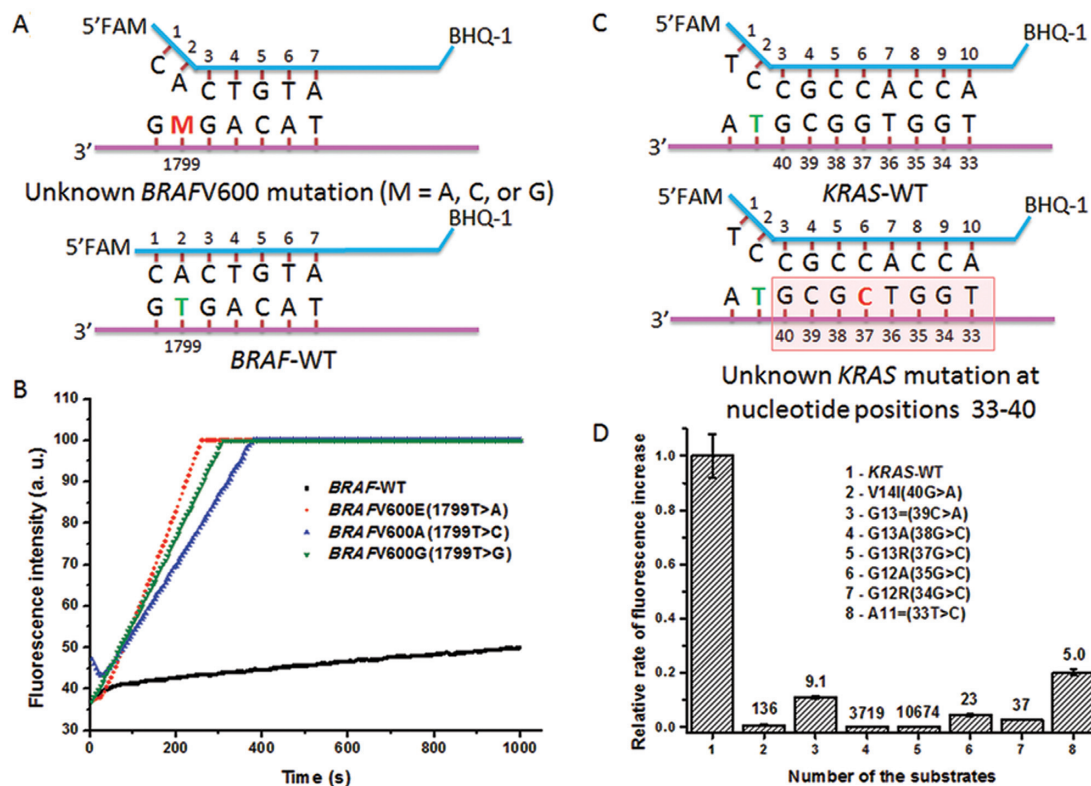 A
5'FAM
1 2 3 4 5 6 7
BHQ-1
C A C T G T A
G M G A C A T
3'
1799
Unknown BRAFV600 mutation (M = A, C, or G)
5'FAM
1 2 3 4 5 6 7
BHQ-1
C A C T G T A
G T G A C A T
3'
1799
BRAF-WT
B
Fluorescence intensity (a. u.)
110
100
90
80
70
60
50
40
30
BRAF-WT
BRAFV600E(1799T>A)
BRAFV600A(1799T>C)
BRAFV600G(1799T>G)
0 200 400 600 800 1000
Time (s)
C
5'FAM
1 2 3 4 5 6 7 8 9 10
BHQ-1
T C C G C C A C C A
A T G C G G T G G T
3'
40 39 38 37 36 35 34 33
KRAS-WT
5'FAM
1 2 3 4 5 6 7 8 9 10
BHQ-1
T C C G C C A C C A
A T G C G C T G G T
3'
40 39 38 37 36 35 34 33
Unknown KRAS mutation at
nucleotide positions 33-40
D
Relative rate of fluorescence increase
1.0
0.8
0.6
0.4
0.2
0.0
1 - KRAS-WT
2 - V14I(40G>A)
3 - G13=(39C>A)
4 - G13A(38G>C)
5 - G13R(37G>C)
6 - G12A(35G>C)
7 - G12R(34G>C)
8 - A11=(33T>C)
136 9.1 3719 10674 23 37 5.0
1 2 3 4 5 6 7 8
Number of the substrates